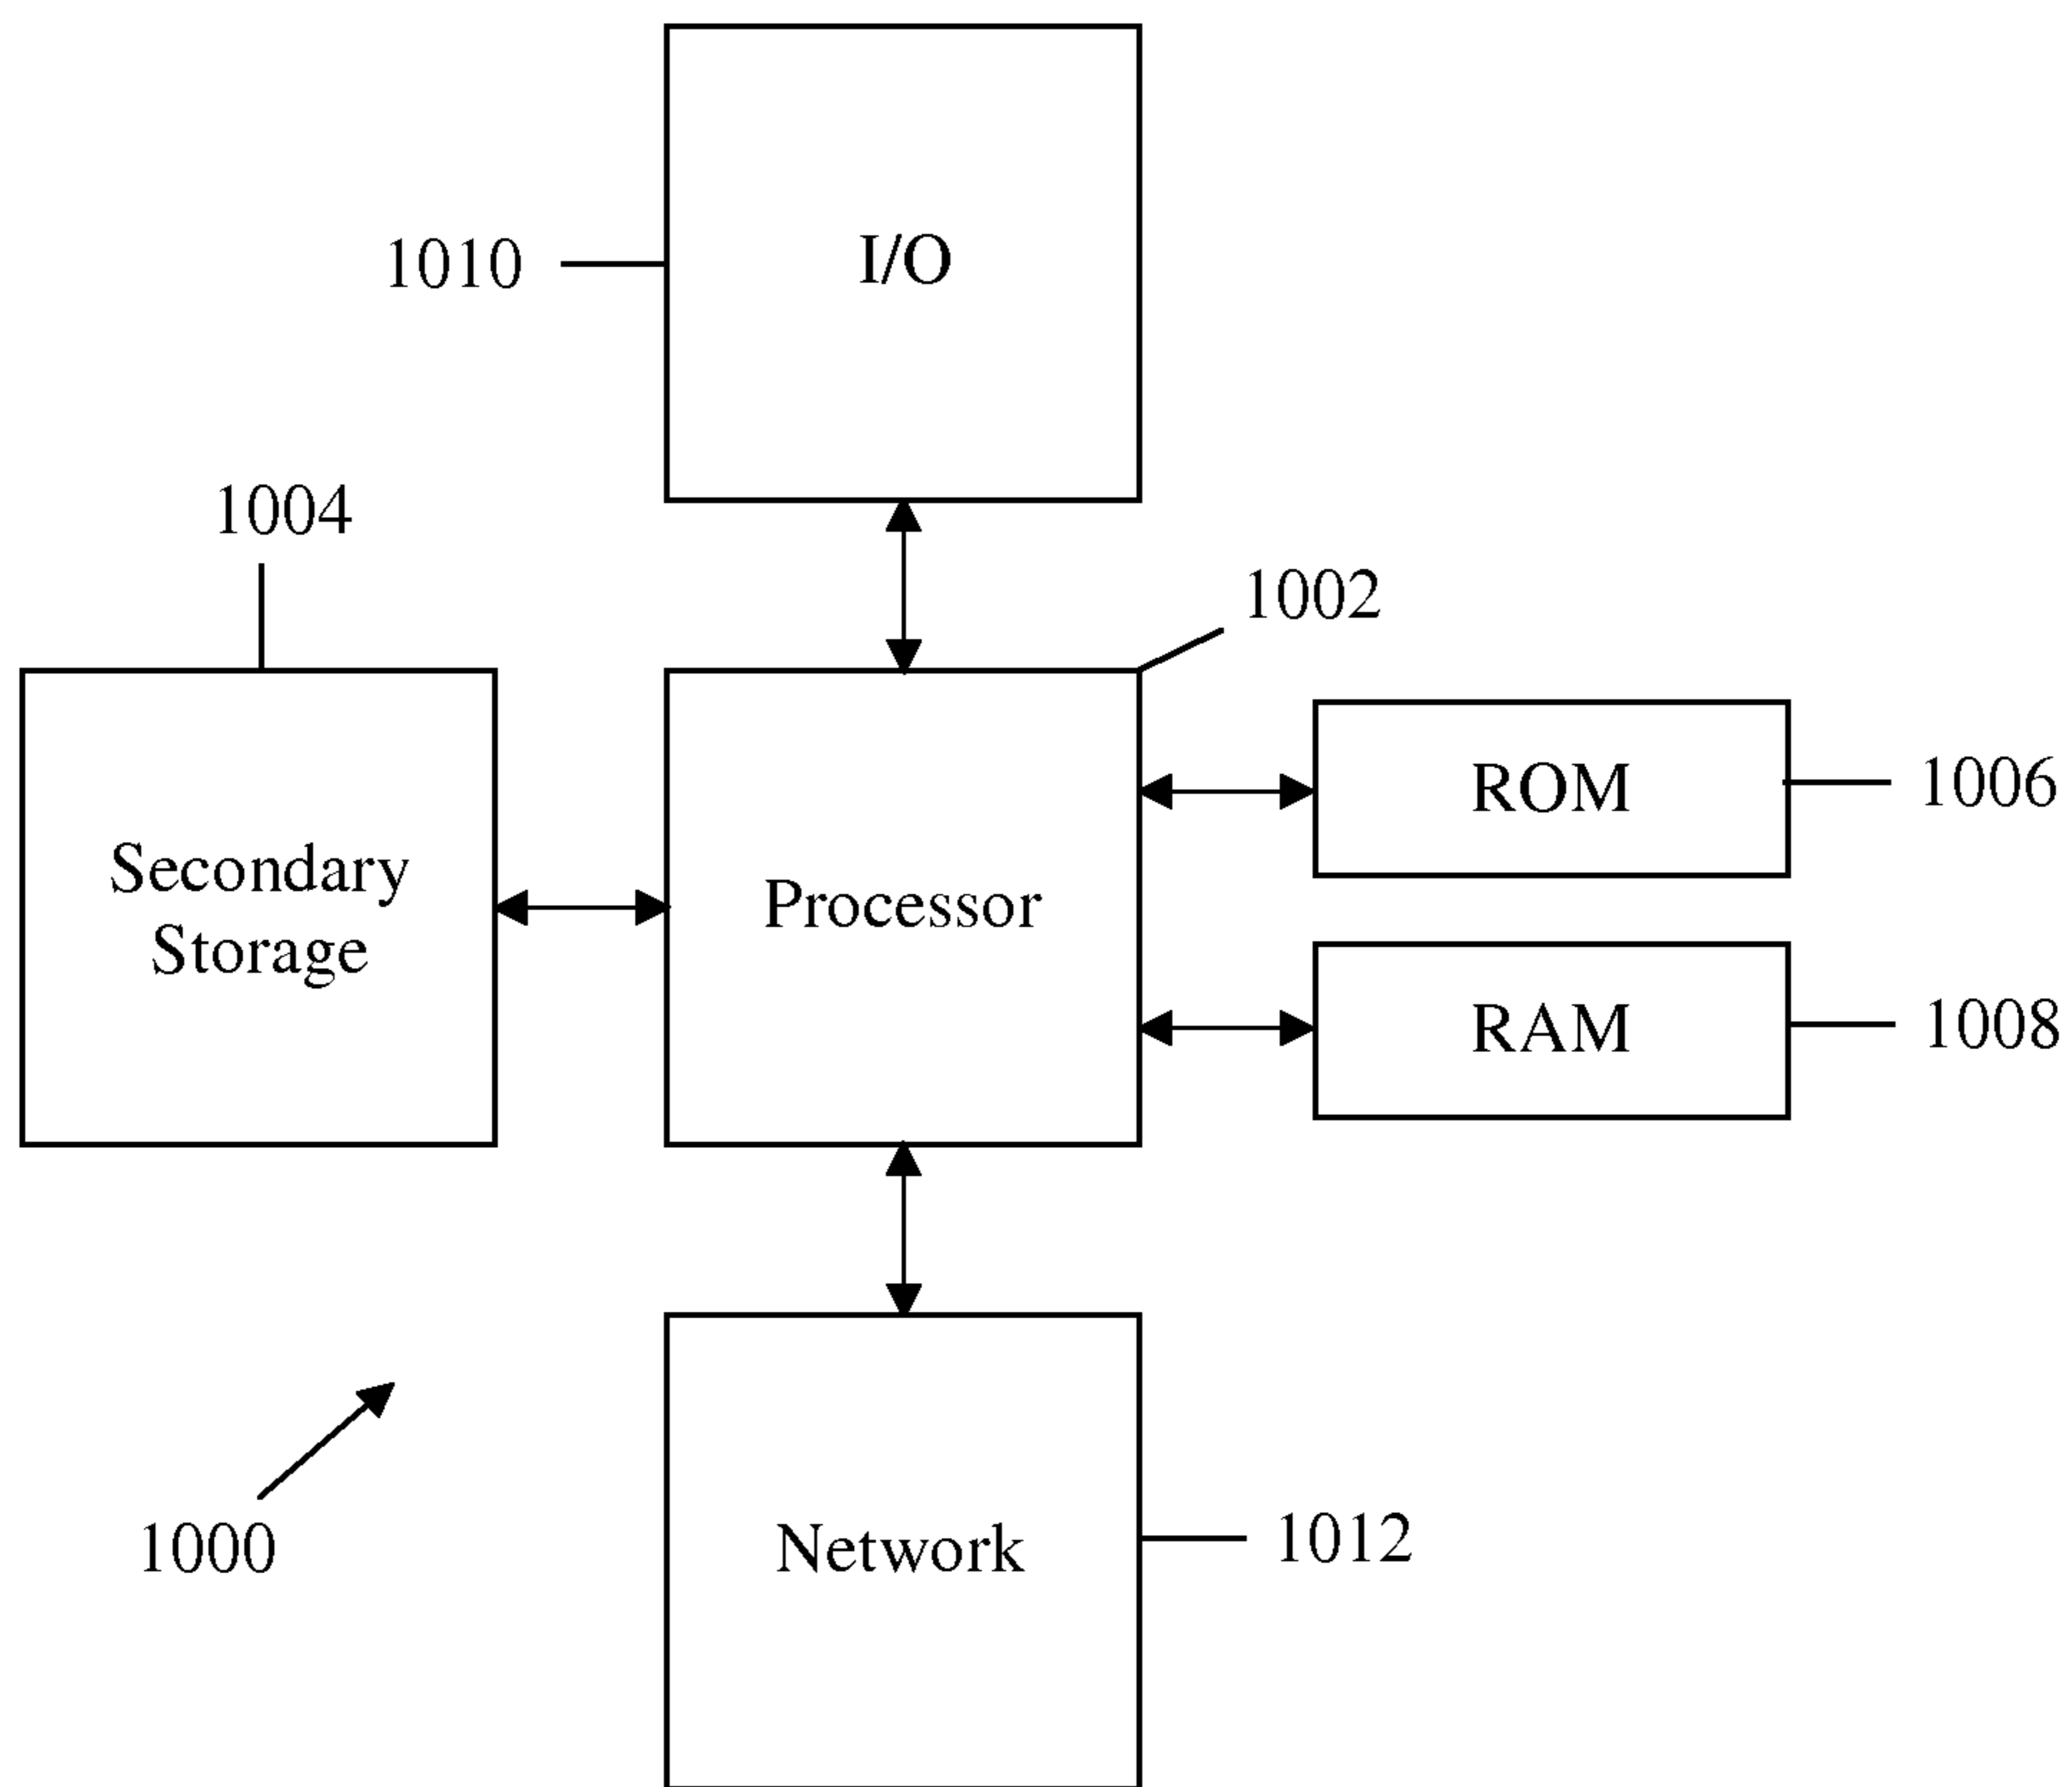 1010
I/O
1004
1002
ROM
1006
Secondary
Storage
Processor
RAM
1008
1000
Network
1012